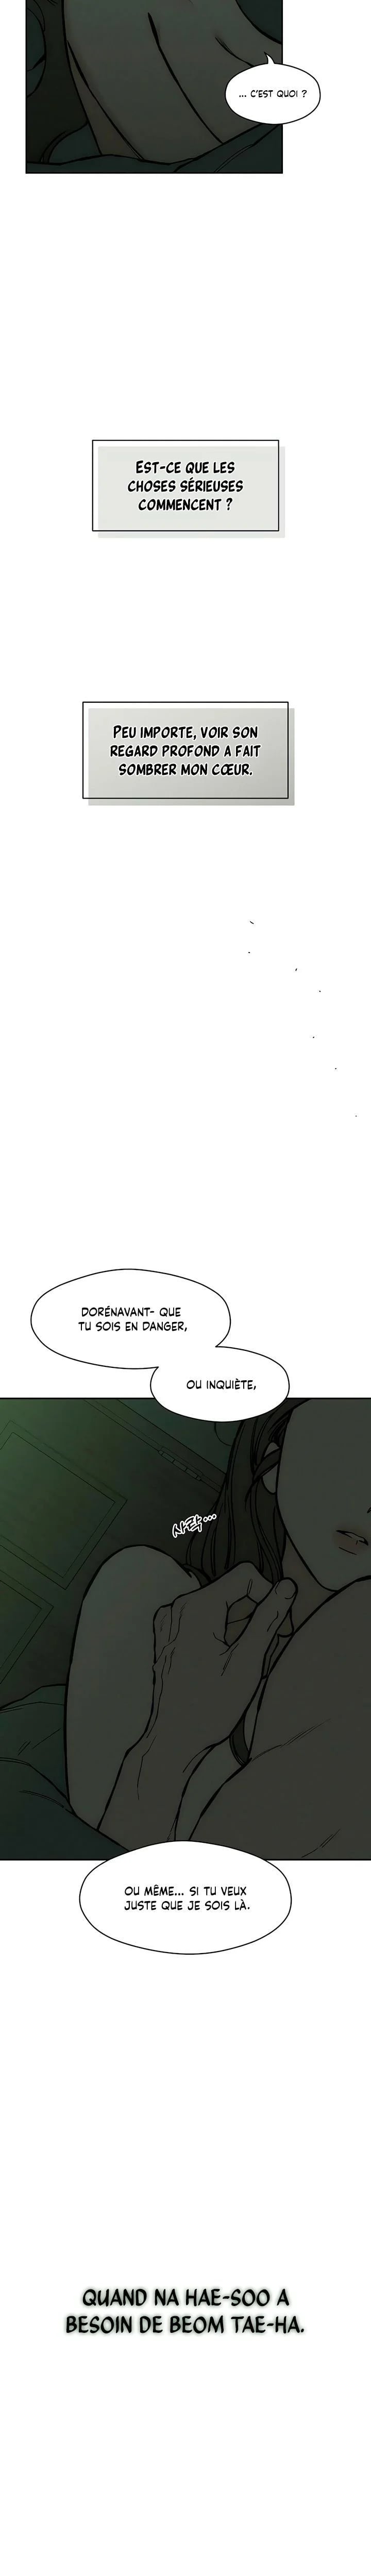 ... C'EST QUOI ?
EST-CE QUE LES
CHOSES SÉRIEUSES
COMMENCENT ?
PEU IMPORTE, VOIR SON
REGARD PROFOND A FAIT
SOMBRER MON CŒUR.
DORÉNAVANT- QUE
TU SOIS EN DANGER,
OU INQUIÈTE,
사락...
OU MÊME... SI TU VEUX
JUSTE QUE JE SOIS LÀ.
QUAND NA HAE-SOO A
BESOIN DE BEOM TAE-HA.